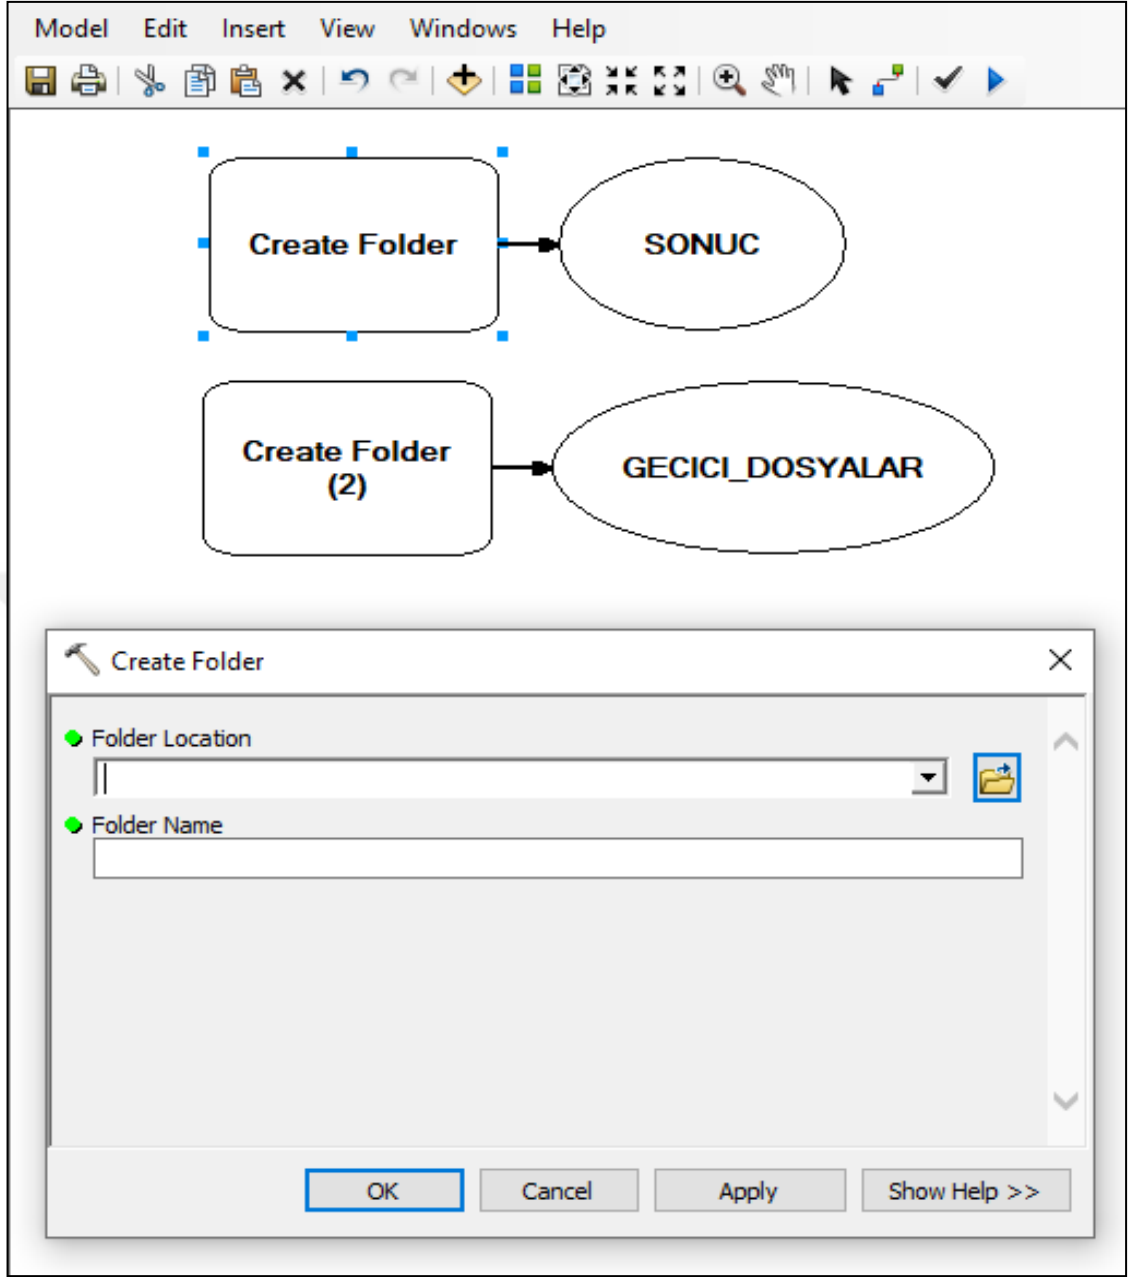 Model Edit Insert View Windows Help
Create Folder
SONUC
Create Folder
(2)
GECICI_DOSYALAR
Create Folder
Folder Location
Folder Name
OK Cancel Apply Show Help >>